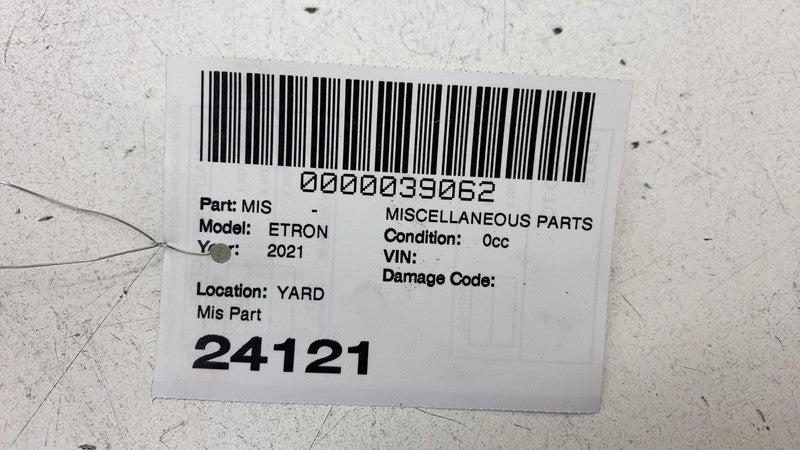 0000039062
Part: MIS - MISCELLANEOUS PARTS
Model: ETRON Condition: 0cc
Year: 2021 VIN:
Damage Code:
Location: YARD
Mis Part
24121